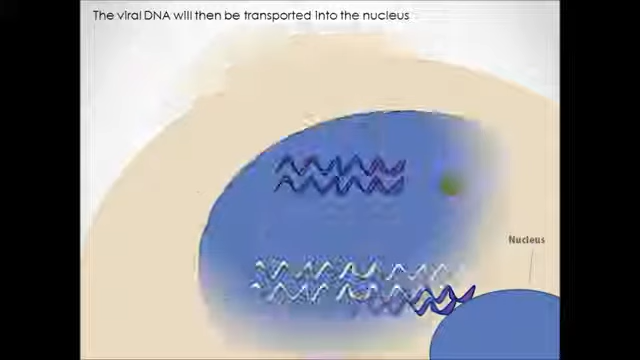 The viral DNA will then be transported into the nucleus
Nucleus